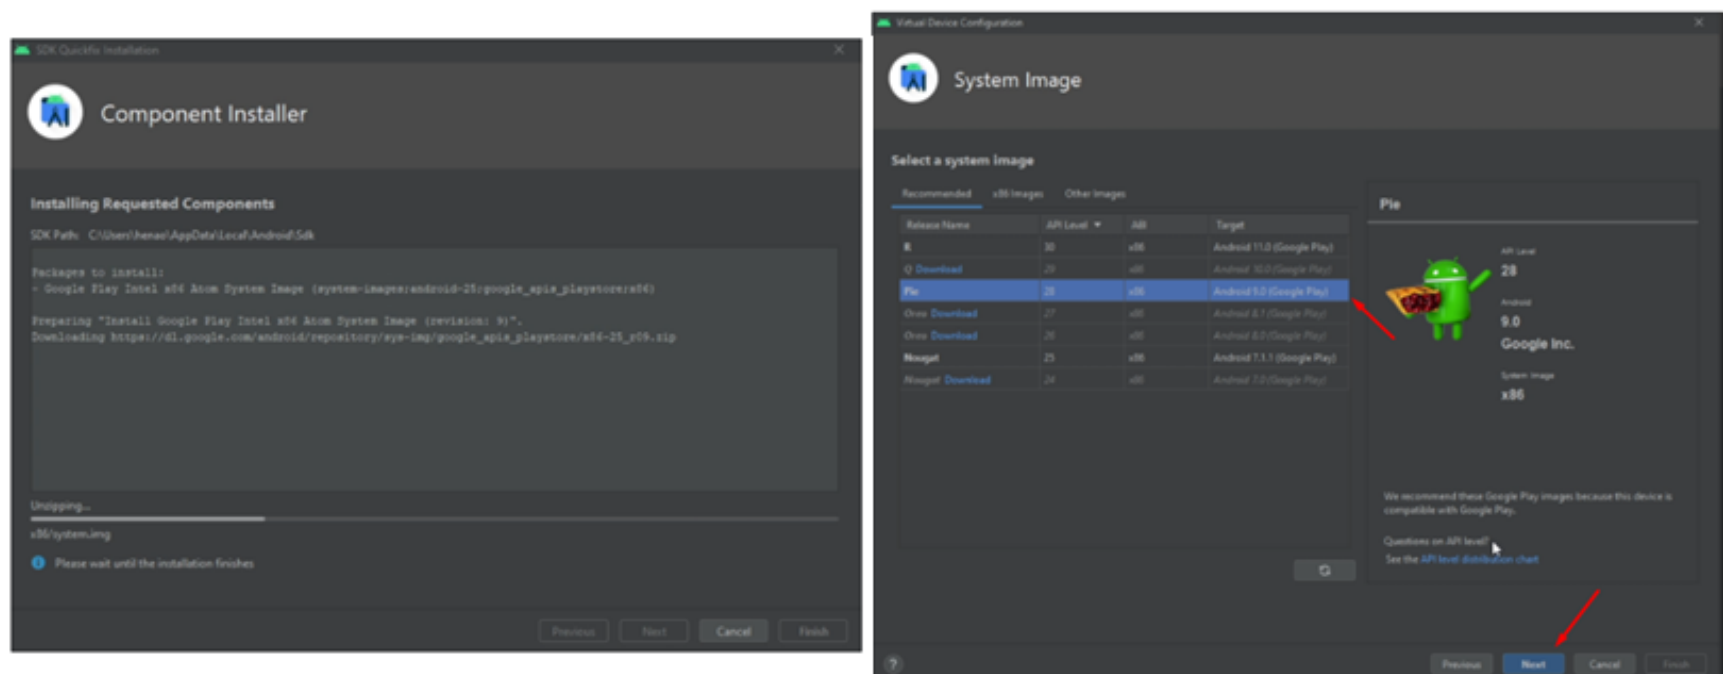 SDK Quickfix Installation
Component Installer
Installing Requested Components
SDK Path: C:\Users\henao\AppData\Local\Android\Sdk
Packages to install:
- Google Play Intel x86 Atom System Image (system-images;android-25;google_apis_playstore;x86)
Preparing "Install Google Play Intel x86 Atom System Image (revision: 9)".
Downloading https://dl.google.com/android/repository/sys-img/google_apis_playstore/x86-25_r09.zip
Unzipping...
x86/system.img
Please wait until the installation finishes
Previous Next Cancel Finish
Virtual Device Configuration
System Image
Select a system image
Recommended x86 Images Other Images
Release Name API Level ABI Target
R 30 x86 Android 11.0 (Google Play)
Q Download 29 x86 Android 10.0 (Google Play)
Pie 28 x86 Android 9.0 (Google Play)
Oreo Download 27 x86 Android 8.1 (Google Play)
Oreo Download 26 x86 Android 8.0 (Google Play)
Nougat 25 x86 Android 7.1.1 (Google Play)
Nougat Download 24 x86 Android 7.0 (Google Play)
Pie
API Level
28
Android
9.0
Google Inc.
System Image
x86
We recommend these Google Play images because this device is
compatible with Google Play.
Questions on API level?
See the API level distribution chart
? Previous Next Cancel Finish